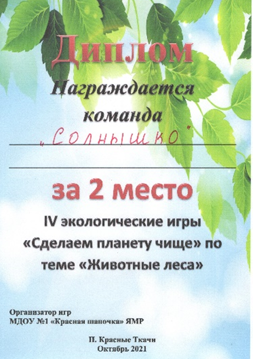 Диплом
Награждается
команда
„Солнышко"
за 2 место
IV экологические игры
«Сделаем планету чище» по
теме «Животные леса»
Организатор игр
МДОУ №1 «Красная шапочка» ЯМР
П. Красные Ткачи
Октябрь 2021